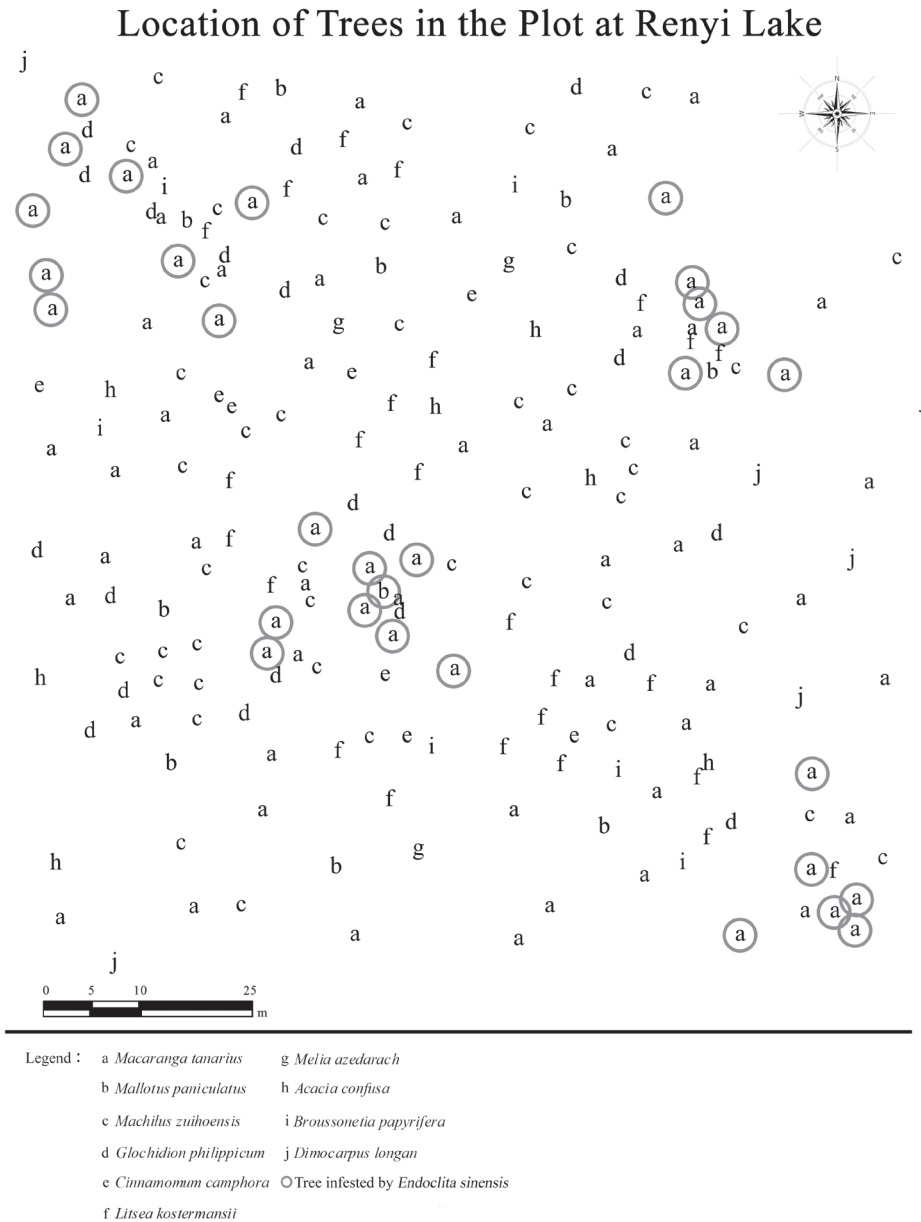 Location of Trees in the Plot at Renyi Lake
j
c
f b d c a
N
a a a
W E
a c c
d f
a c d a
S
d a a a f
i f i
a a c b a
d a b c c a
f
c
a d b g c
a c a d
a d a e f a a
a a g c h a a a
f f
a e f d a b c a
e h c
e e c f h c c
a
i c f a a c a
a
a c f c h j a
c c
d
a d
d a a f a c a a d j
c c a
a d f a b a c a
b c a d
a f c
c c c a a c a d
h d c c d e a f a f a j a
d a c d f c a
b a f c e i f f e i f h a
a f a a c a
b f d
c
h b g a i a f c
a
a a c a a a a
a a a a
j
0 5 10 25
m
Legend : a Macaranga tanarius g Melia azedarach
b Mallotus paniculatus h Acacia confusa
c Machilus zuihoensis i Broussonetia papyrifera
d Glochidion philippicum j Dimocarpus longan
e Cinnamomum camphora Tree infested by Endoclita sinensis
f Litsea kostermansii